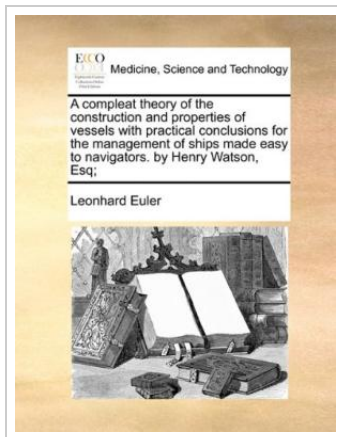 ECCO
Medicine, Science and Technology
A compleat theory of the
construction and properties of
vessels with practical conclusions for
the management of ships made easy
to navigators. by Henry Watson,
Esq;
Leonhard Euler